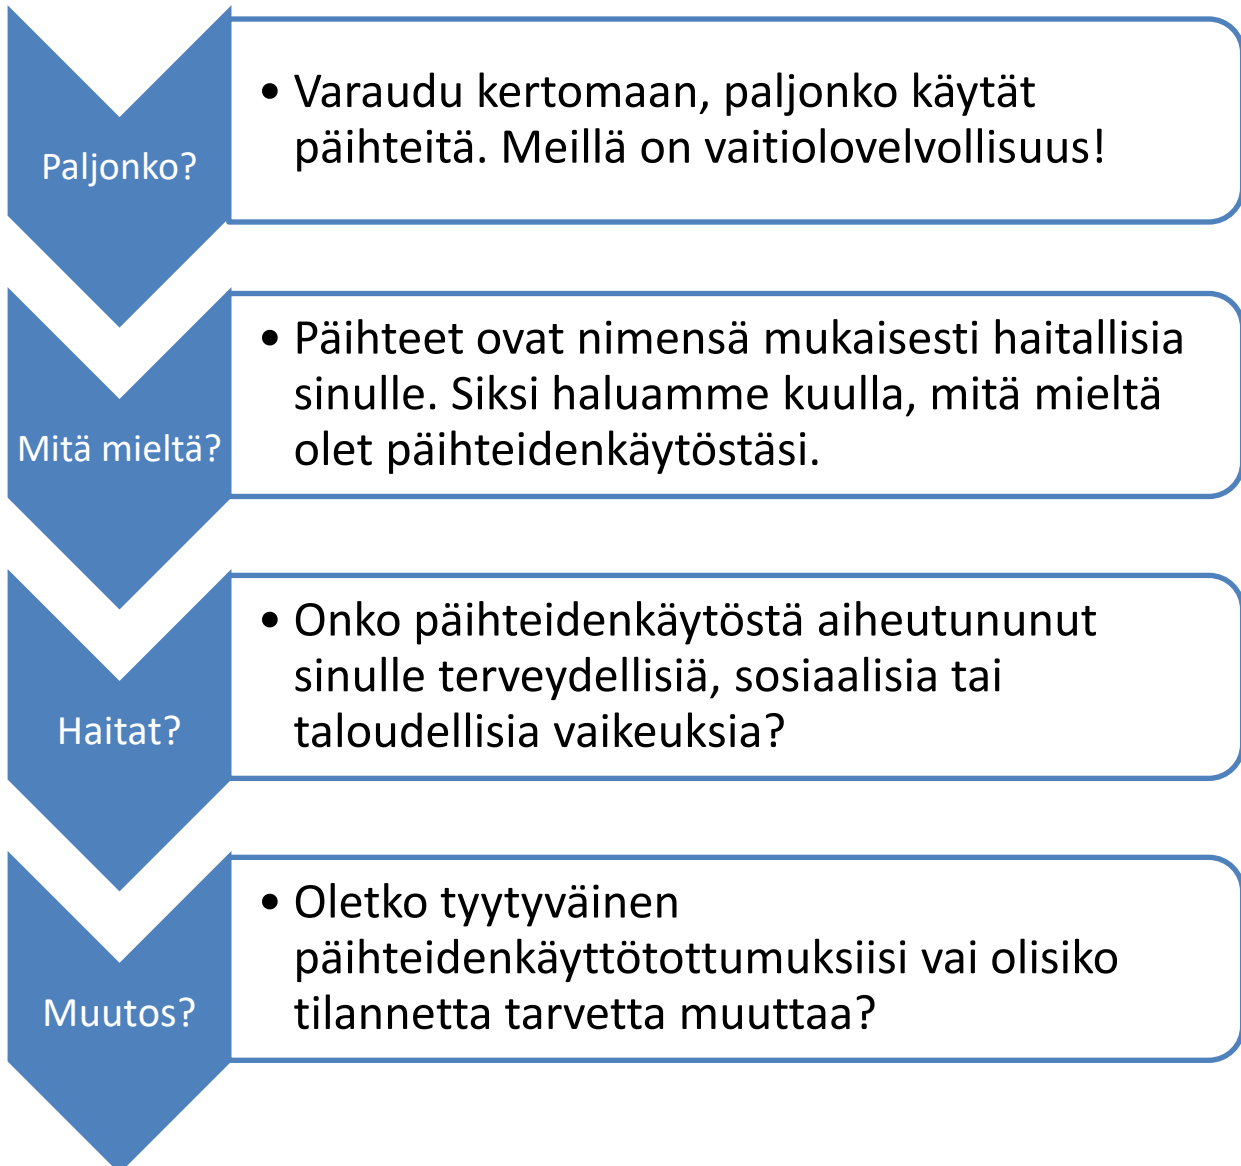 Paljonko?
• Varaudu kertomaan, paljonko käytät
päihteitä. Meillä on vaitiolovelvollisuus!
Mitä mieltä?
• Päihteet ovat nimensä mukaisesti haitallisia
sinulle. Siksi haluamme kuulla, mitä mieltä
olet päihteidenkäytöstäsi.
Haitat?
• Onko päihteidenkäytöstä aiheutununut
sinulle terveydellisiä, sosiaalisia tai
taloudellisia vaikeuksia?
Muutos?
• Oletko tyytyväinen
päihteidenkäyttötottumuksiisi vai olisiko
tilannetta tarvetta muuttaa?